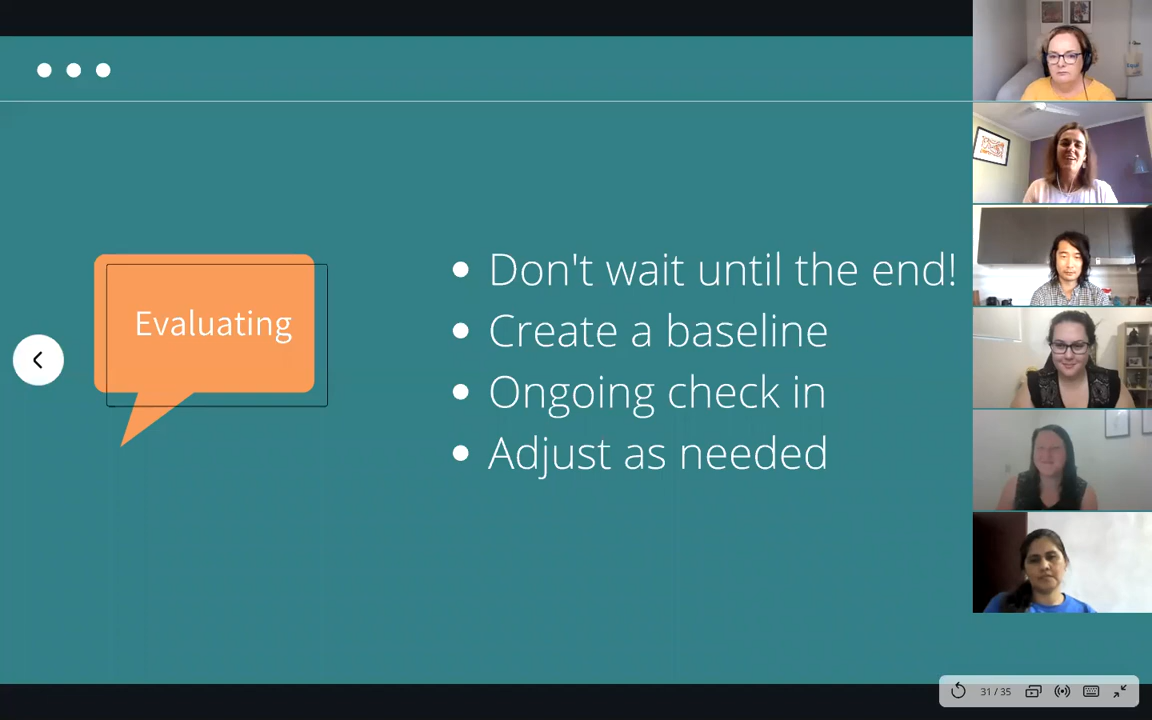 Evaluating
Don't wait until the end!
Create a baseline
Ongoing check in
Adjust as needed
31 / 35